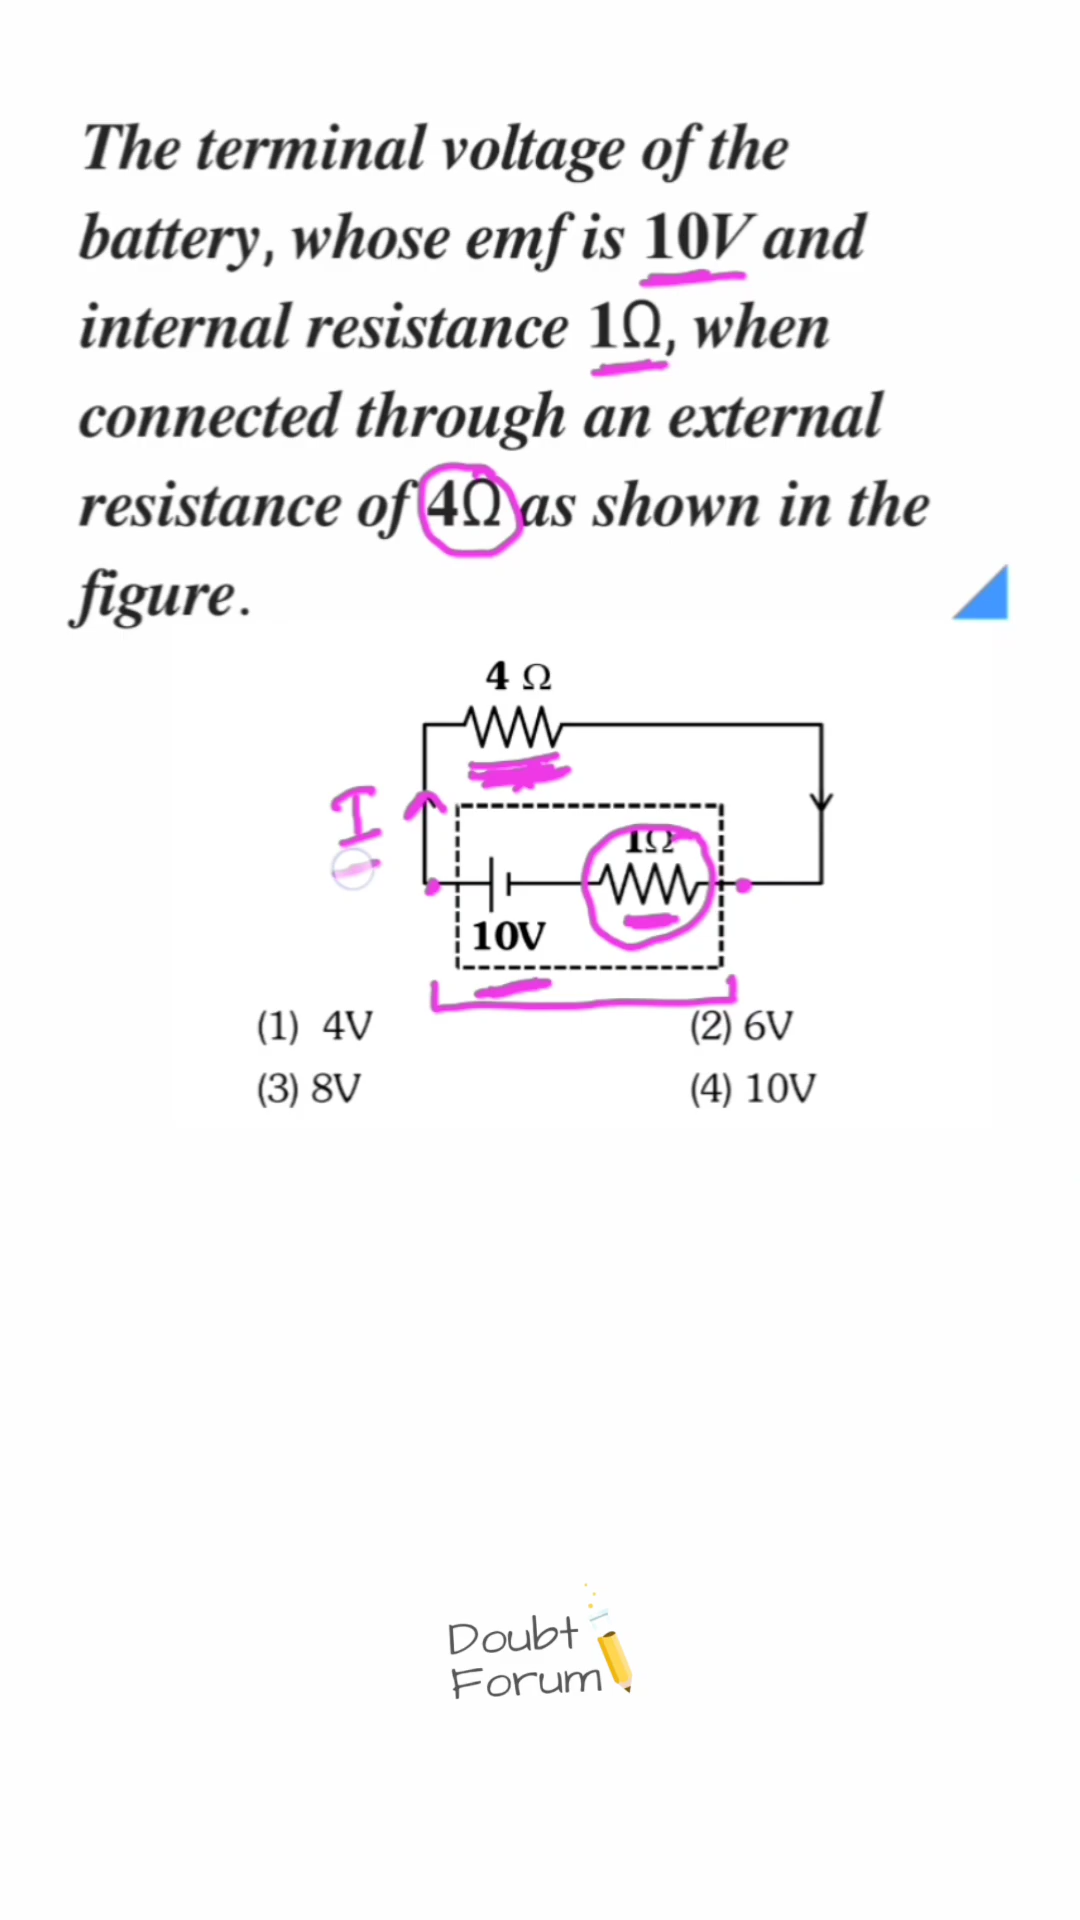 The terminal voltage of the
battery, whose emf is 10V and
internal resistance 1Ω, when
connected through an external
resistance of 4Ω as shown in the
figure.
4 Ω
I
1Ω
10V
(1) 4V
(2) 6V
(3) 8V
(4) 10V
Doubt
Forum